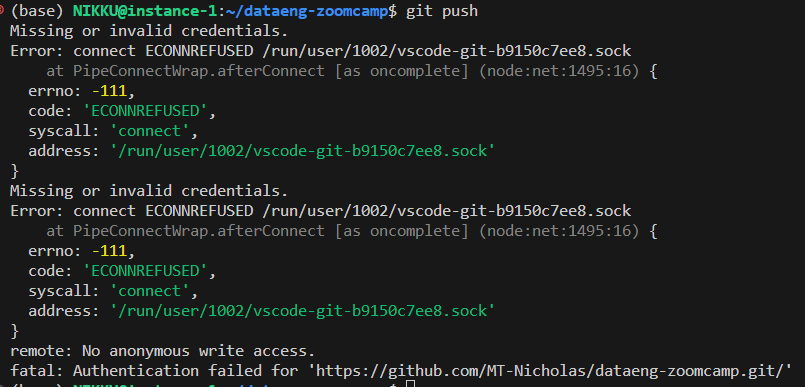 (base) NIKKU@instance-1:~/dataeng-zoomcamp$ git push
Missing or invalid credentials.
Error: connect ECONNREFUSED /run/user/1002/vscode-git-b9150c7ee8.sock
    at PipeConnectWrap.afterConnect [as oncomplete] (node:net:1495:16) {
  errno: -111,
  code: 'ECONNREFUSED',
  syscall: 'connect',
  address: '/run/user/1002/vscode-git-b9150c7ee8.sock'
}
Missing or invalid credentials.
Error: connect ECONNREFUSED /run/user/1002/vscode-git-b9150c7ee8.sock
    at PipeConnectWrap.afterConnect [as oncomplete] (node:net:1495:16) {
  errno: -111,
  code: 'ECONNREFUSED',
  syscall: 'connect',
  address: '/run/user/1002/vscode-git-b9150c7ee8.sock'
}
remote: No anonymous write access.
fatal: Authentication failed for 'https://github.com/MT-Nicholas/dataeng-zoomcamp.git/'